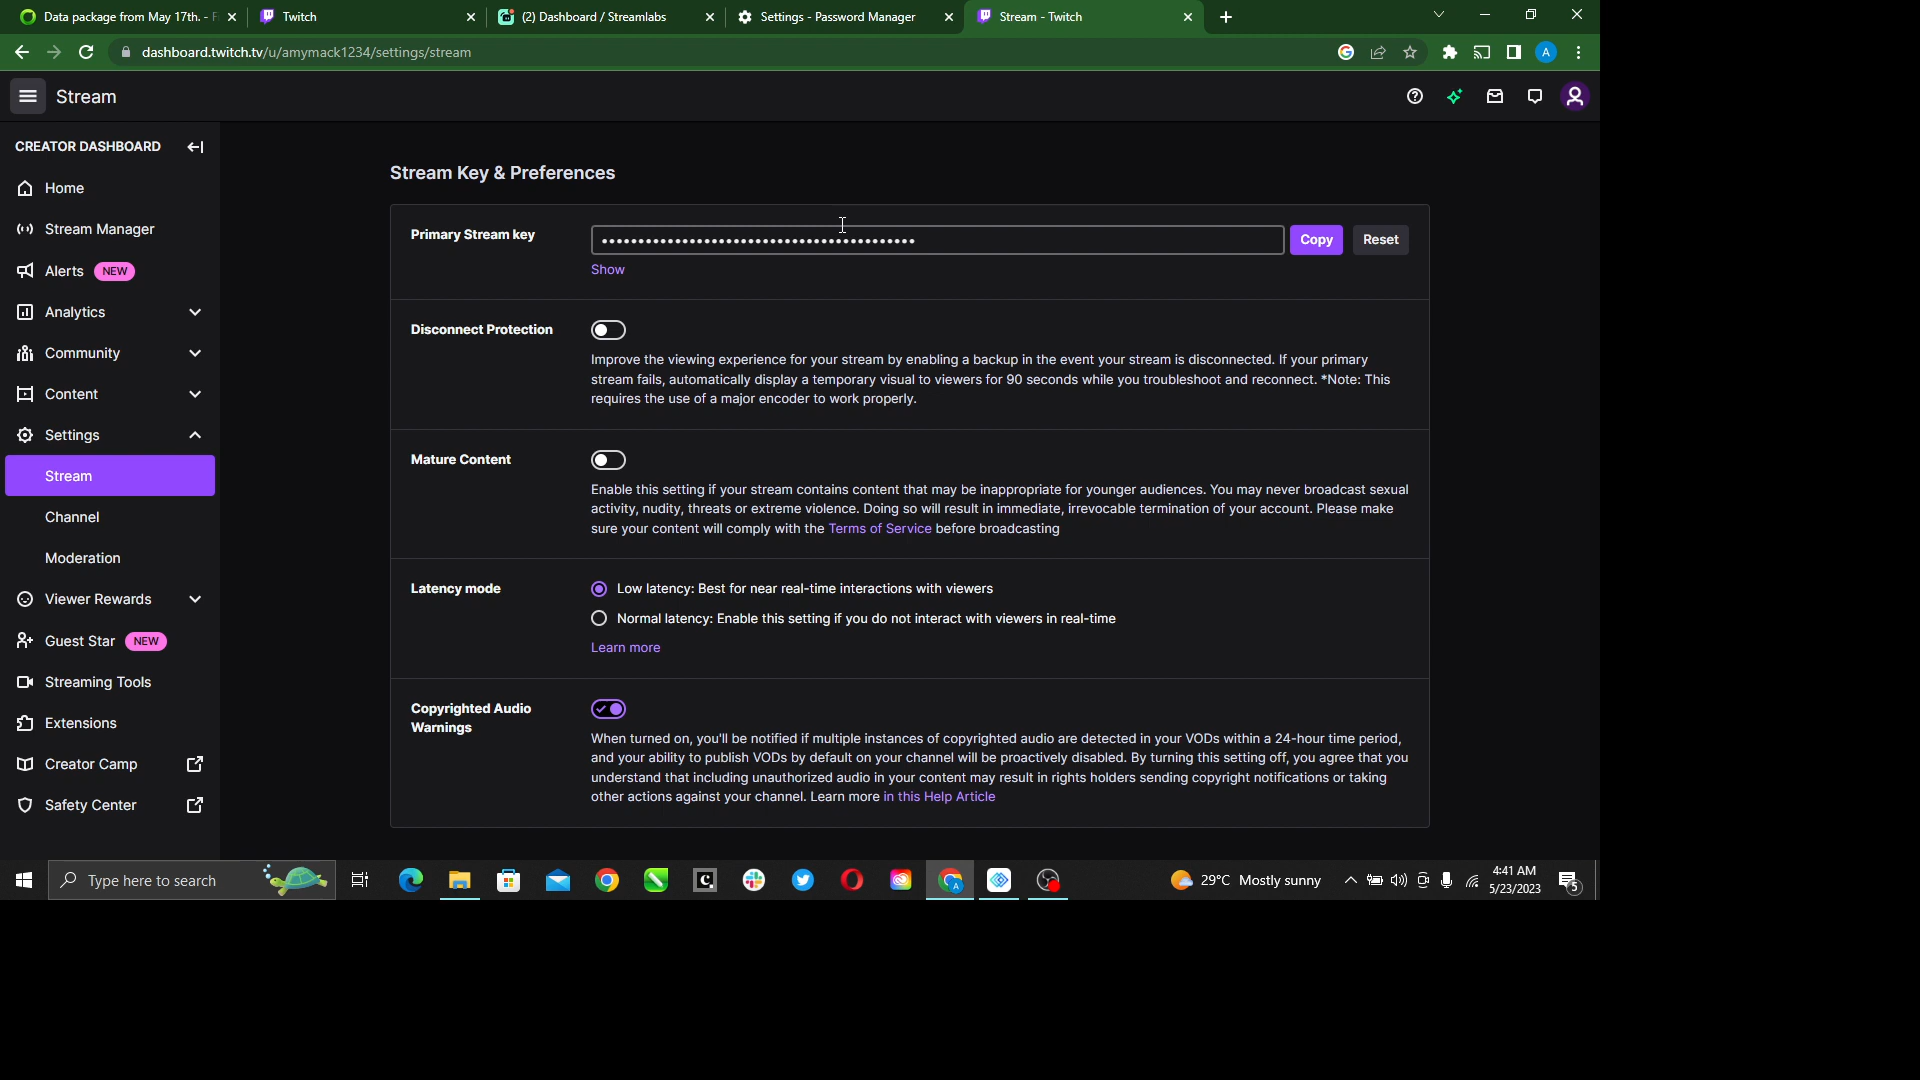 Data package from May 17th. - F
Twitch
(2) Dashboard / Streamlabs
Settings - Password Manager
Stream - Twitch
dashboard.twitch.tv/u/amymack1234/settings/stream
A
Stream
CREATOR DASHBOARD
Home
Stream Manager
Alerts NEW
Analytics
Community
Content
Settings
Stream
Channel
Moderation
Viewer Rewards
Guest Star NEW
Streaming Tools
Extensions
Creator Camp
Safety Center
Stream Key & Preferences
Primary Stream key
Copy
Reset
Show
Disconnect Protection
Improve the viewing experience for your stream by enabling a backup in the event your stream is disconnected. If your primary
stream fails, automatically display a temporary visual to viewers for 90 seconds while you troubleshoot and reconnect. *Note: This
requires the use of a major encoder to work properly.
Mature Content
Enable this setting if your stream contains content that may be inappropriate for younger audiences. You may never broadcast sexual
activity, nudity, threats or extreme violence. Doing so will result in immediate, irrevocable termination of your account. Please make
sure your content will comply with the Terms of Service before broadcasting
Latency mode
Low latency: Best for near real-time interactions with viewers
Normal latency: Enable this setting if you do not interact with viewers in real-time
Learn more
Copyrighted Audio
Warnings
When turned on, you'll be notified if multiple instances of copyrighted audio are detected in your VODs within a 24-hour time period,
and your ability to publish VODs by default on your channel will be proactively disabled. By turning this setting off, you agree that you
understand that including unauthorized audio in your content may result in rights holders sending copyright notifications or taking
other actions against your channel. Learn more in this Help Article
Type here to search
29°C Mostly sunny
4:41 AM
5/23/2023
5